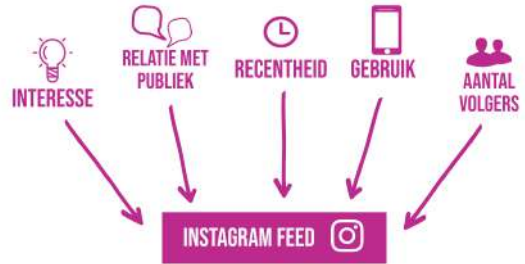 INTERESSE
RELATIE MET
PUBLIEK
RECENTHEID
GEBRUIK
AANTAL
VOLGERS
INSTAGRAM FEED